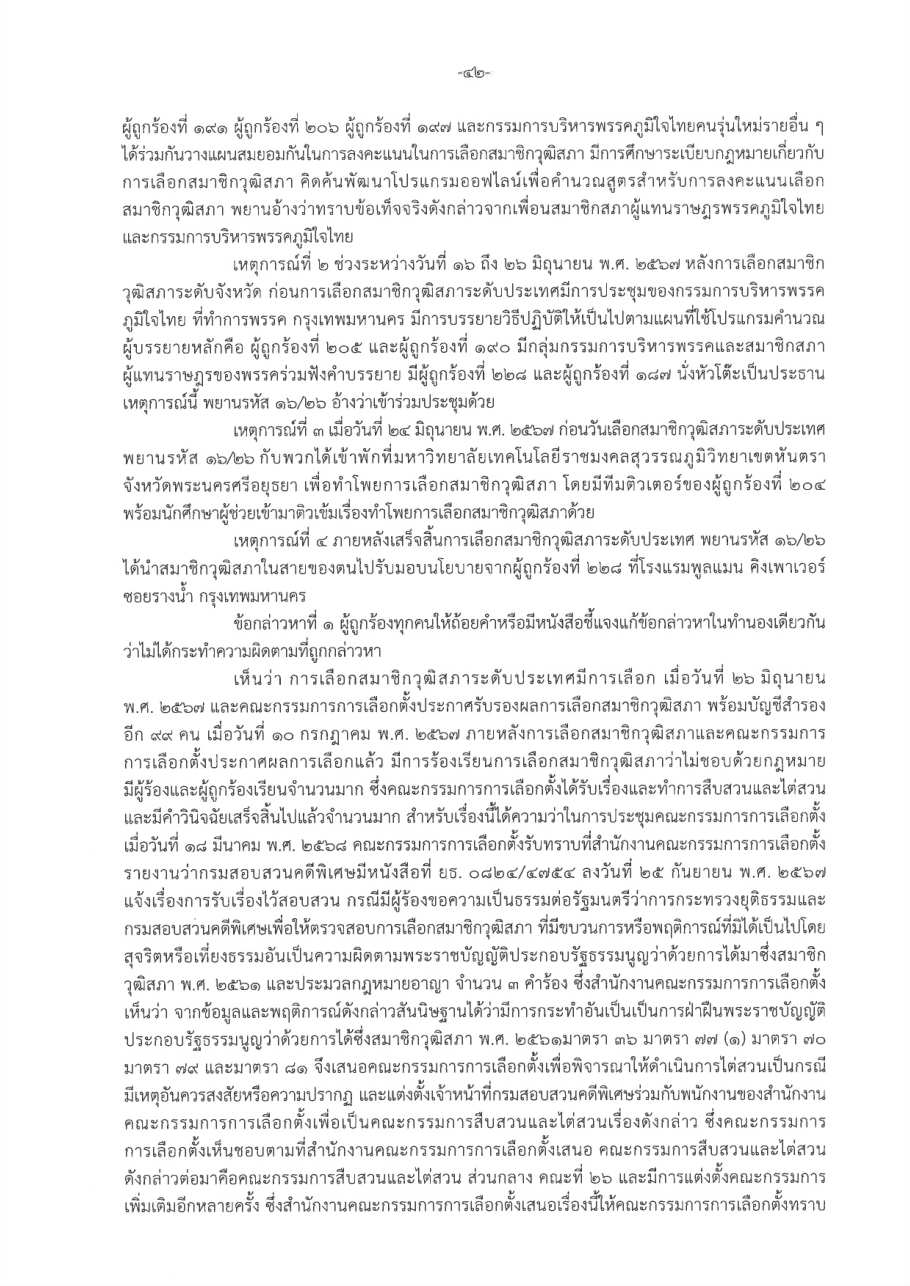 -๔๒-
ผู้ถูกร้องที่ ๑๙๑ ผู้ถูกร้องที่ ๒๐๖ ผู้ถูกร้องที่ ๑๙๗ และกรรมการบริหารพรรคภูมิใจไทยคนรุ่นใหม่รายอื่น ๆ
ได้ร่วมกันวางแผนสมยอมกันในการลงคะแนนในการเลือกสมาชิกวุฒิสภา มีการศึกษาระเบียบกฎหมายเกี่ยวกับ
การเลือกสมาชิกวุฒิสภา คิดค้นพัฒนาโปรแกรมออฟไลน์เพื่อคำนวณสูตรสำหรับการลงคะแนนเลือก
สมาชิกวุฒิสภา พยานอ้างว่าทราบข้อเท็จจริงดังกล่าวจากเพื่อนสมาชิกสภาผู้แทนราษฎรพรรคภูมิใจไทย
และกรรมการบริหารพรรคภูมิใจไทย
เหตุการณ์ที่ ๒ ช่วงระหว่างวันที่ ๑๖ ถึง ๒๖ มิถุนายน พ.ศ. ๒๕๖๗ หลังการเลือกสมาชิก
วุฒิสภาระดับจังหวัด ก่อนการเลือกสมาชิกวุฒิสภาระดับประเทศมีการประชุมของกรรมการบริหารพรรค
ภูมิใจไทย ที่ทำการพรรค กรุงเทพมหานคร มีการบรรยายวิธีปฏิบัติให้เป็นไปตามแผนที่ใช้โปรแกรมคำนวณ
ผู้บรรยายหลักคือ ผู้ถูกร้องที่ ๒๐๕ และผู้ถูกร้องที่ ๑๙๐ มีกลุ่มกรรมการบริหารพรรคและสมาชิกสภา
ผู้แทนราษฎรของพรรคร่วมฟังคำบรรยาย มีผู้ถูกร้องที่ ๒๒๘ และผู้ถูกร้องที่ ๑๘๗ นั่งหัวโต๊ะเป็นประธาน
เหตุการณ์นี้ พยานรหัส ๑๖/๒๖ อ้างว่าเข้าร่วมประชุมด้วย
เหตุการณ์ที่ ๓ เมื่อวันที่ ๒๔ มิถุนายน พ.ศ. ๒๕๖๗ ก่อนวันเลือกสมาชิกวุฒิสภาระดับประเทศ
พยานรหัส ๑๖/๒๖ กับพวกได้เข้าพักที่มหาวิทยาลัยเทคโนโลยีราชมงคลสุวรรณภูมิวิทยาเขตหันตรา
จังหวัดพระนครศรีอยุธยา เพื่อทำโพยการเลือกสมาชิกวุฒิสภา โดยมีทีมติวเตอร์ของผู้ถูกร้องที่ ๒๐๔
พร้อมนักศึกษาผู้ช่วยเข้ามาติวเข้มเรื่องทำโพยการเลือกสมาชิกวุฒิสภาด้วย
เหตุการณ์ที่ ๔ ภายหลังเสร็จสิ้นการเลือกสมาชิกวุฒิสภาระดับประเทศ พยานรหัส ๑๖/๒๖
ได้นำสมาชิกวุฒิสภาในสายของตนไปรับมอบนโยบายจากผู้ถูกร้องที่ ๒๒๘ ที่โรงแรมพูลแมน คิงเพาเวอร์
ซอยรางน้ำ กรุงเทพมหานคร
ข้อกล่าวหาที่ ๑ ผู้ถูกร้องทุกคนให้ถ้อยคำหรือมีหนังสือชี้แจงแก้ข้อกล่าวหาในทำนองเดียวกัน
ว่าไม่ได้กระทำความผิดตามที่ถูกกล่าวหา
เห็นว่า การเลือกสมาชิกวุฒิสภาระดับประเทศมีการเลือก เมื่อวันที่ ๒๖ มิถุนายน
พ.ศ. ๒๕๖๗ และคณะกรรมการการเลือกตั้งประกาศรับรองผลการเลือกสมาชิกวุฒิสภา พร้อมบัญชีสำรอง
อีก ๙๙ คน เมื่อวันที่ ๑๐ กรกฎาคม พ.ศ. ๒๕๖๗ ภายหลังการเลือกสมาชิกวุฒิสภาและคณะกรรมการ
การเลือกตั้งประกาศผลการเลือกแล้ว มีการร้องเรียนการเลือกสมาชิกวุฒิสภาว่าไม่ชอบด้วยกฎหมาย
มีผู้ร้องและผู้ถูกร้องเรียนจำนวนมาก ซึ่งคณะกรรมการการเลือกตั้งได้รับเรื่องและทำการสืบสวนและไต่สวน
และมีคำวินิจฉัยเสร็จสิ้นไปแล้วจำนวนมาก สำหรับเรื่องนี้ได้ความว่าในการประชุมคณะกรรมการการเลือกตั้ง
เมื่อวันที่ ๑๘ มีนาคม พ.ศ. ๒๕๖๘ คณะกรรมการการเลือกตั้งรับทราบที่สำนักงานคณะกรรมการการเลือกตั้ง
รายงานว่ากรมสอบสวนคดีพิเศษมีหนังสือที่ ยธ. ๐๘๒๔/๔๗๕๔ ลงวันที่ ๒๕ กันยายน พ.ศ. ๒๕๖๗
แจ้งเรื่องการรับเรื่องไว้สอบสวน กรณีมีผู้ร้องขอความเป็นธรรมต่อรัฐมนตรีว่าการกระทรวงยุติธรรมและ
กรมสอบสวนคดีพิเศษเพื่อให้ตรวจสอบการเลือกสมาชิกวุฒิสภา ที่มีขบวนการหรือพฤติการณ์ที่มิได้เป็นไปโดย
สุจริตหรือเที่ยงธรรมอันเป็นความผิดตามพระราชบัญญัติประกอบรัฐธรรมนูญว่าด้วยการได้มาซึ่งสมาชิก
วุฒิสภา พ.ศ. ๒๕๖๑ และประมวลกฎหมายอาญา จำนวน ๓ คำร้อง ซึ่งสำนักงานคณะกรรมการการเลือกตั้ง
เห็นว่า จากข้อมูลและพฤติการณ์ดังกล่าวสันนิษฐานได้ว่ามีการกระทำอันเป็นเป็นการฝ่าฝืนพระราชบัญญัติ
ประกอบรัฐธรรมนูญว่าด้วยการได้ซึ่งสมาชิกวุฒิสภา พ.ศ. ๒๕๖๑มาตรา ๓๖ มาตรา ๗๗ (๑) มาตรา ๗๐
มาตรา ๗๙ และมาตรา ๘๑ จึงเสนอคณะกรรมการการเลือกตั้งเพื่อพิจารณาให้ดำเนินการไต่สวนเป็นกรณี
มีเหตุอันควรสงสัยหรือความปรากฏ และแต่งตั้งเจ้าหน้าที่กรมสอบสวนคดีพิเศษร่วมกับพนักงานของสำนักงาน
คณะกรรมการการเลือกตั้งเพื่อเป็นคณะกรรมการสืบสวนและไต่สวนเรื่องดังกล่าว ซึ่งคณะกรรมการ
การเลือกตั้งเห็นชอบตามที่สำนักงานคณะกรรมการการเลือกตั้งเสนอ คณะกรรมการสืบสวนและไต่สวน
ดังกล่าวต่อมาคือคณะกรรมการสืบสวนและไต่สวน ส่วนกลาง คณะที่ ๒๖ และมีการแต่งตั้งคณะกรรมการ
เพิ่มเติมอีกหลายครั้ง ซึ่งสำนักงานคณะกรรมการการเลือกตั้งเสนอเรื่องนี้ให้คณะกรรมการการเลือกตั้งทราบ